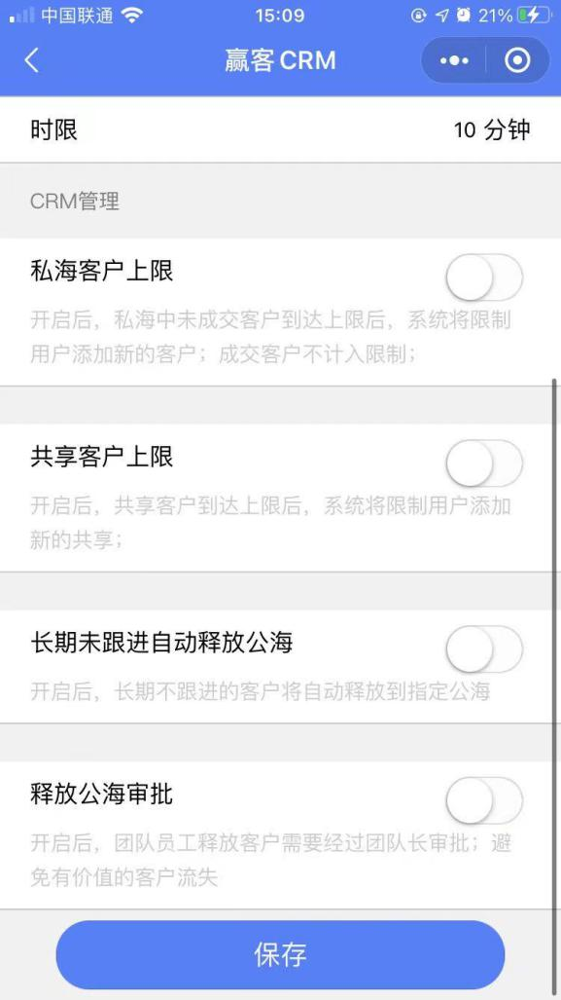 中国联通
15:09
21%
赢客CRM
时限
10 分钟
CRM管理
私海客户上限
开启后，私海中未成交客户到达上限后，系统将限制
用户添加新的客户；成交客户不计入限制；
共享客户上限
开启后，共享客户到达上限后，系统将限制用户添加
新的共享；
长期未跟进自动释放公海
开启后，长期不跟进的客户将自动释放到指定公海
释放公海审批
开启后，团队员工释放客户需要经过团队长审批；避
免有价值的客户流失
保存